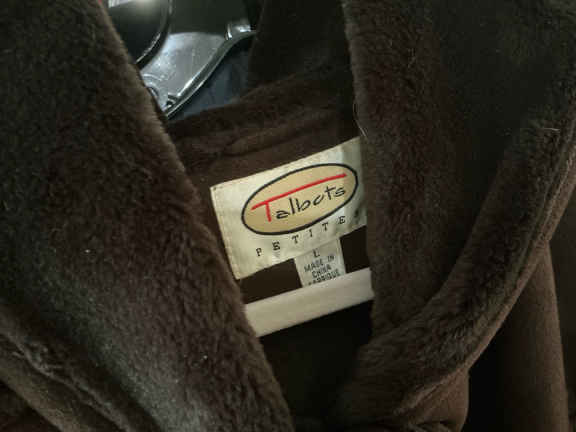 Talbots
PETITES
L
MADE IN
CHINA